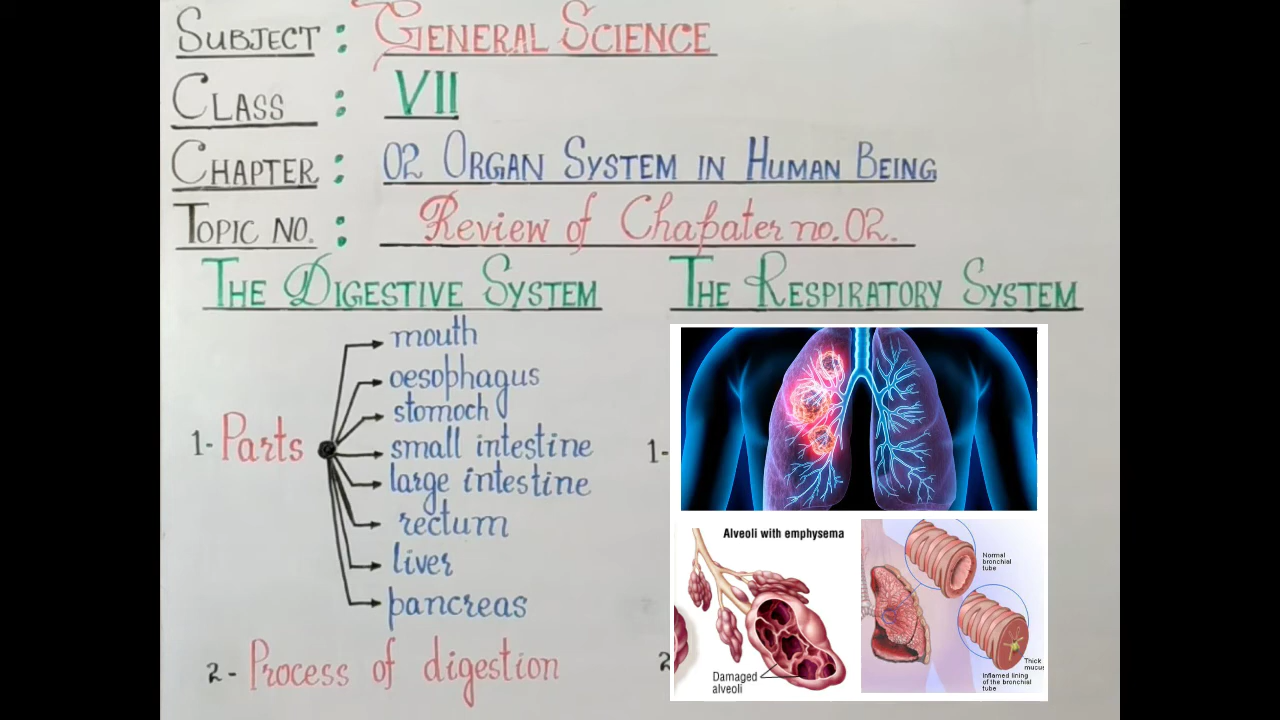 SUBJECT : GENERAL SCIENCE
CLASS : VII
CHAPTER : 02 ORGAN SYSTEM IN HUMAN BEING
TOPIC NO. : Review of Chapater no. 02.
THE DIGESTIVE SYSTEM
1- Parts
mouth
oesophagus
stomoch
small intestine
large intestine
rectum
liver
pancreas
2- Process of digestion
THE RESPIRATORY SYSTEM
1-
Alveoli with emphysema
Damaged
alveoli
Normal
bronchial
tube
Thick
mucus
Inflamed lining
of the bronchial
tube
2